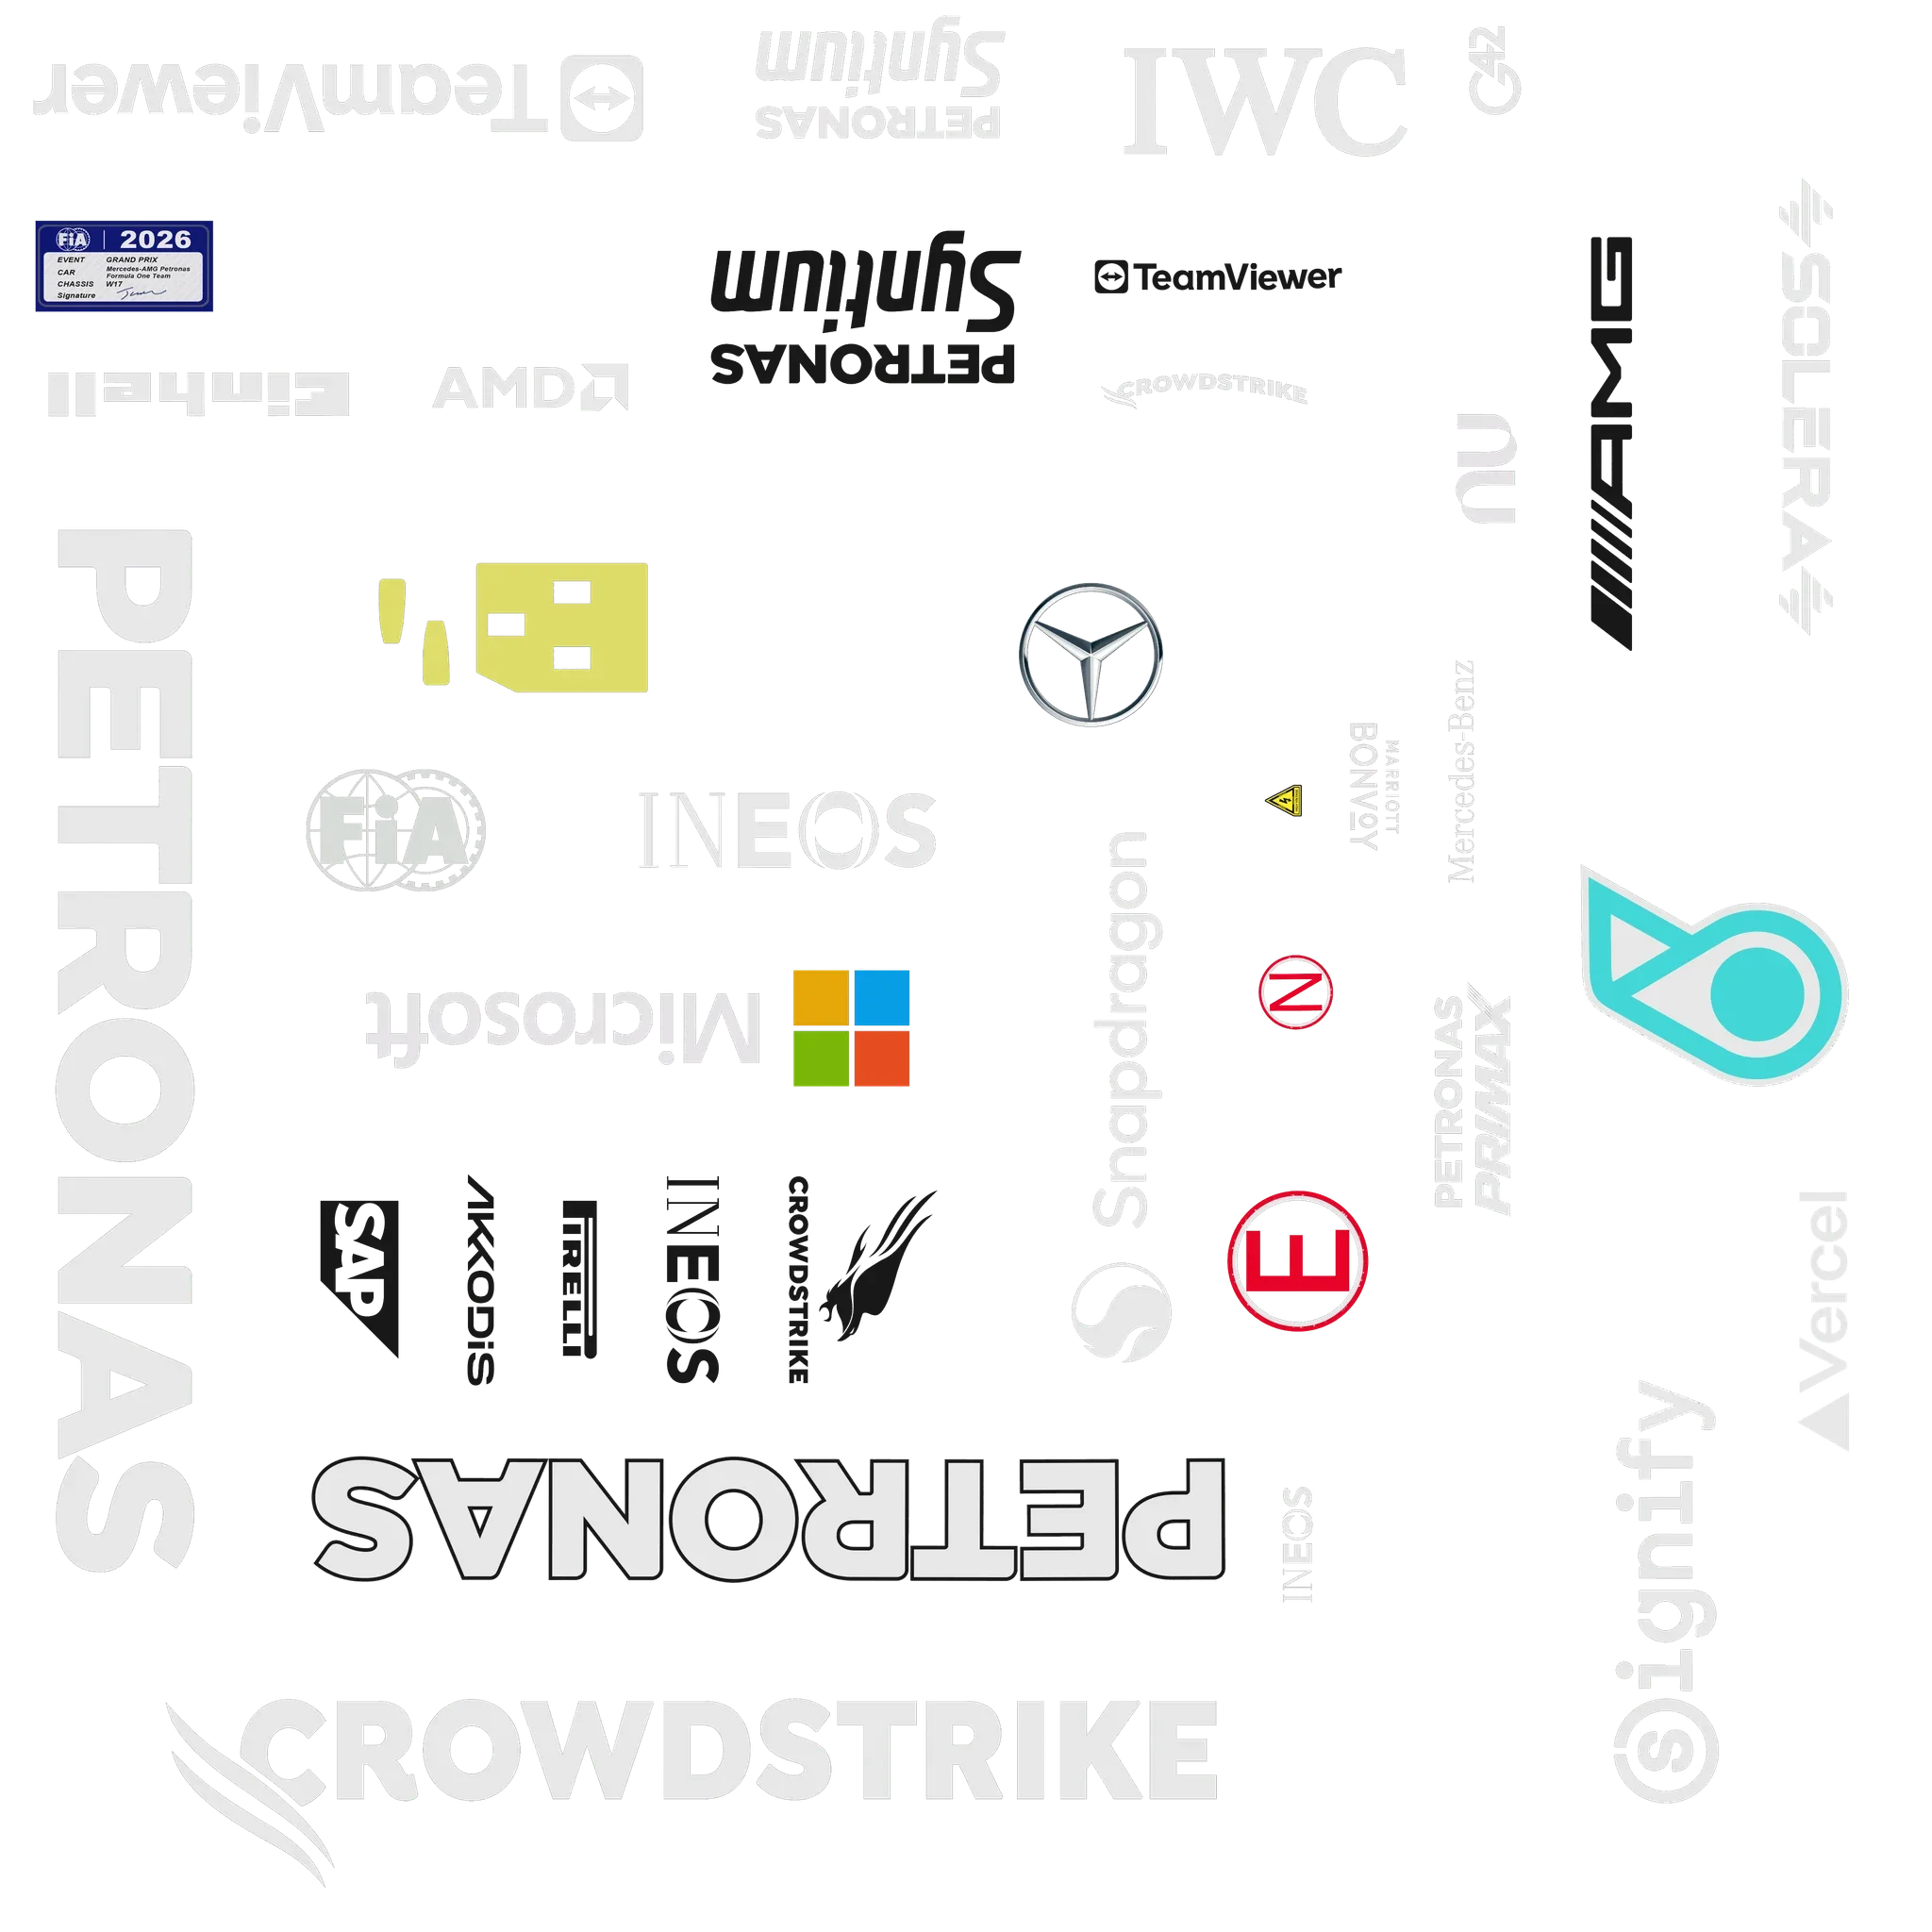 TeamViewer
Syntium
PETRONAS
IWC
G42
FiA 2026
EVENT GRAND PRIX
CAR Mercedes-AMG Petronas
Formula One Team
CHASSIS W17
Signature
Syntium
PETRONAS
TeamViewer
AMG
SOLERA
Einhell
AMD
CROWDSTRIKE
nu
PETRONAS
FiA
INEOS
MARRIOTT
BONVOY
Mercedes-Benz
Snapdragon
Microsoft
N
PETRONAS
PRIMAX
SAP
AKKODiS
PIRELLI
INEOS
CROWDSTRIKE
E
Vercel
PETRONAS
INEOS
Signify
CROWDSTRIKE